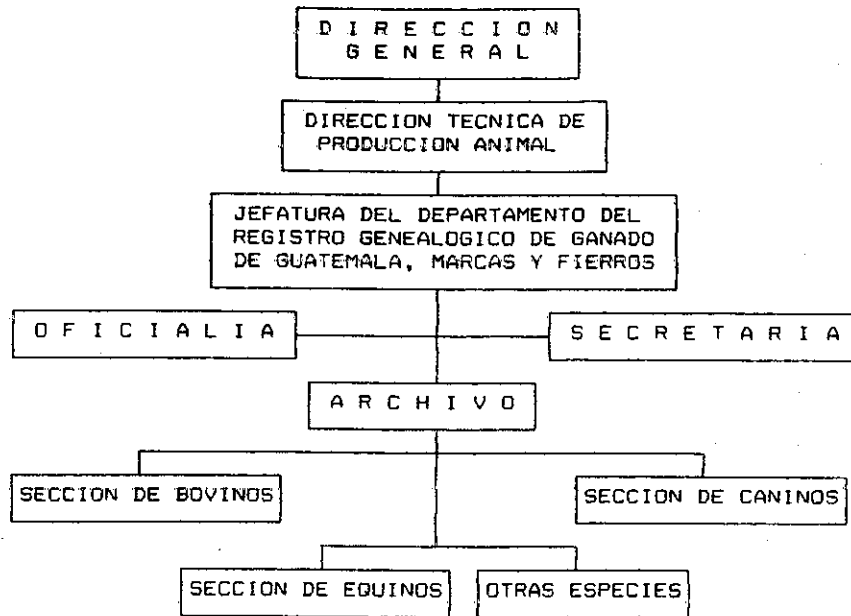 D I R E C C I O N
G E N E R A L
DIRECCION TECNICA DE
PRODUCCION ANIMAL
JEFATURA DEL DEPARTAMENTO DEL
REGISTRO GENEALOGICO DE GANADO
DE GUATEMALA, MARCAS Y FIERROS
O F I C I A L I A
S E C R E T A R I A
A R C H I V O
SECCION DE BOVINOS
SECCION DE CANINOS
SECCION DE EQUINOS
OTRAS ESPECIES